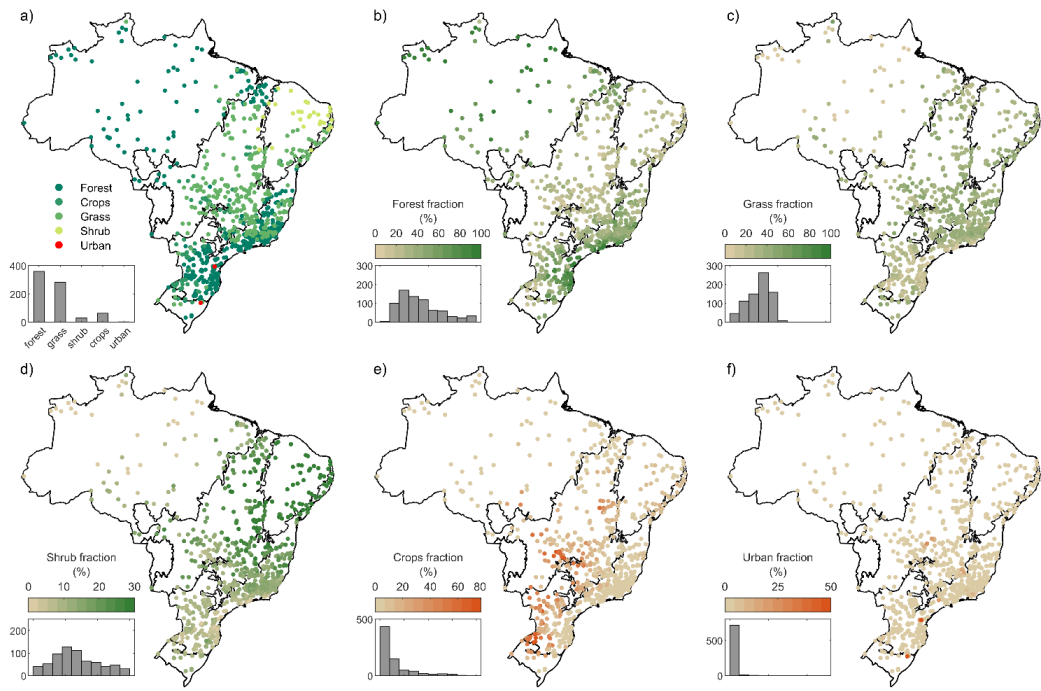 a)
Forest
Crops
Grass
Shrub
Urban
400
200
0
forest
grass
shrub
crops
urban
b)
Forest fraction
(%)
0 20 40 60 80 100
300
200
100
0
c)
Grass fraction
(%)
0 20 40 60 80 100
300
200
100
0
d)
Shrub fraction
(%)
0 10 20 30
200
100
0
e)
Crops fraction
(%)
0 20 40 60 80
500
0
f)
Urban fraction
(%)
0 25 50
500
0